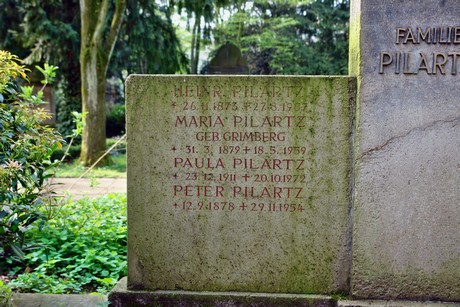 HEINR. PILARTZ
* 26.11.1873 + 27.8.1957
MARIA PILARTZ
GEB GRIMBERG
+ 31.3.1879 + 18.5.1959
PAULA PILARTZ
+ 23.12.1911 + 20.10.1972
PETER PILARTZ
+ 12.9.1878 + 29.11.1954
FAMILIE
PILARTZ